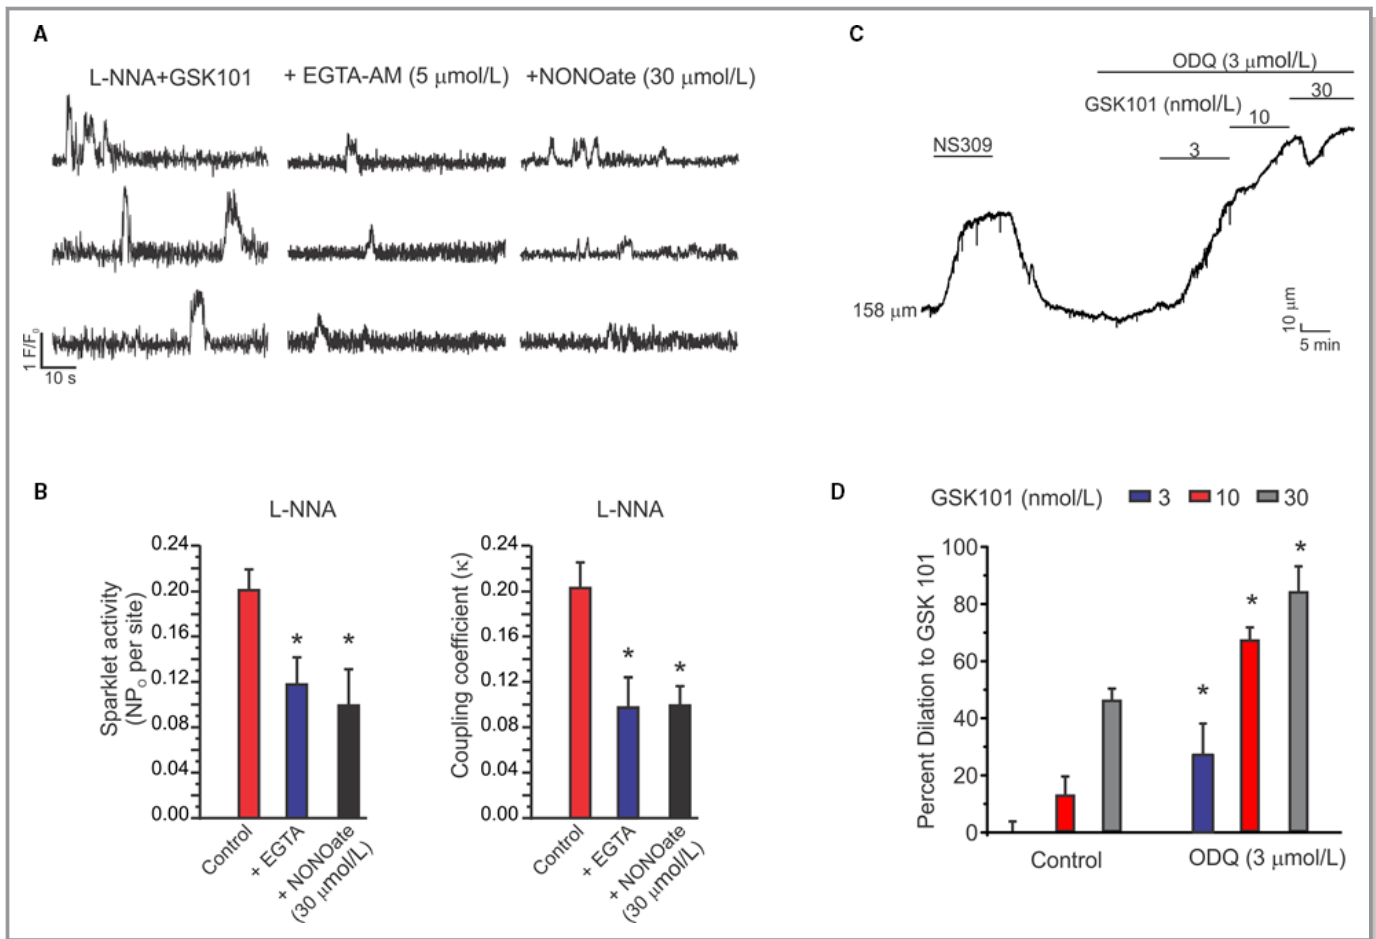 A
L-NNA+GSK101
+ EGTA-AM (5 μmol/L)
+NONOate (30 μmol/L)
1 F/F₀
10 s
B
L-NNA
Sparklet activity
(NPO per site)
0.24
0.20
0.16
0.12
0.08
0.04
0.00
*
*
Control
+ EGTA
+ NONOate
(30 μmol/L)
L-NNA
Coupling coefficient (κ)
0.24
0.20
0.16
0.12
0.08
0.04
0.00
*
*
Control
+ EGTA
+ NONOate
(30 μmol/L)
C
ODQ (3 μmol/L)
30
GSK101 (nmol/L)
10
NS309
3
158 μm
10 μm
5 min
D
GSK101 (nmol/L) 3 10 30
Percent Dilation to GSK 101
100
80
60
40
20
0
*
*
*
Control
ODQ (3 μmol/L)